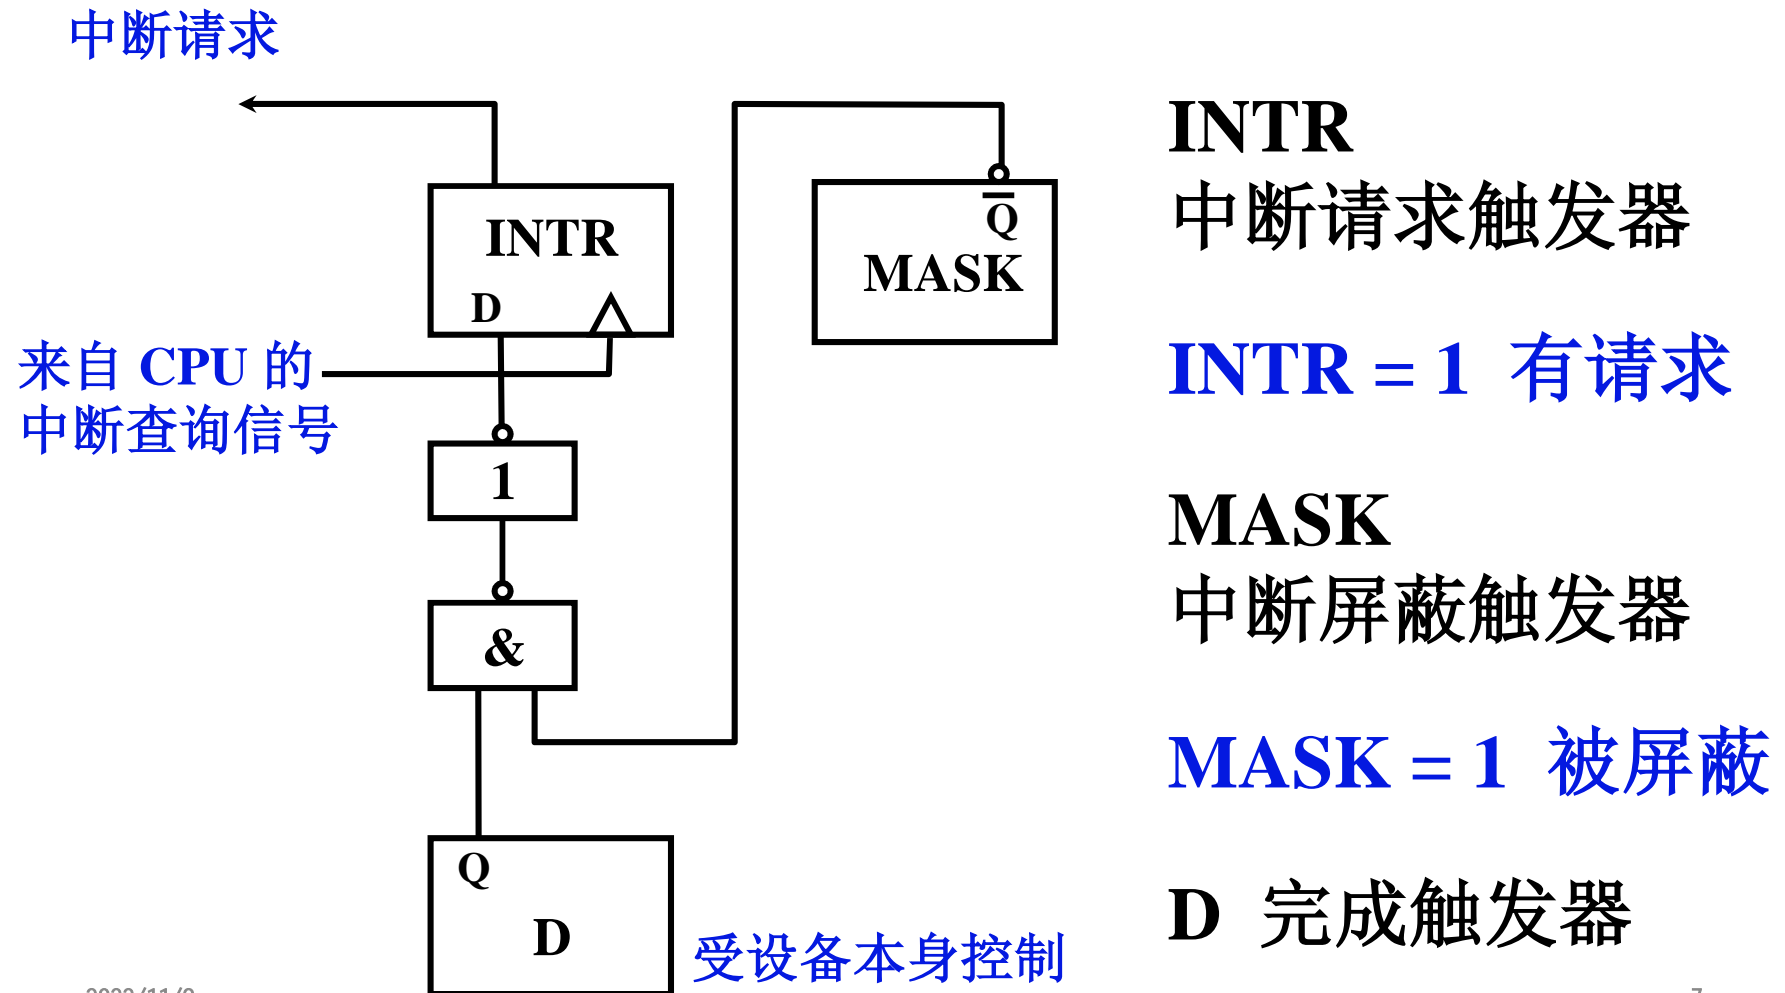 中断请求
INTR
D
来自 CPU 的
中断查询信号
1
&
Q
D
受设备本身控制
Q̅
MASK
INTR
中断请求触发器
INTR = 1 有请求
MASK
中断屏蔽触发器
MASK = 1 被屏蔽
D 完成触发器